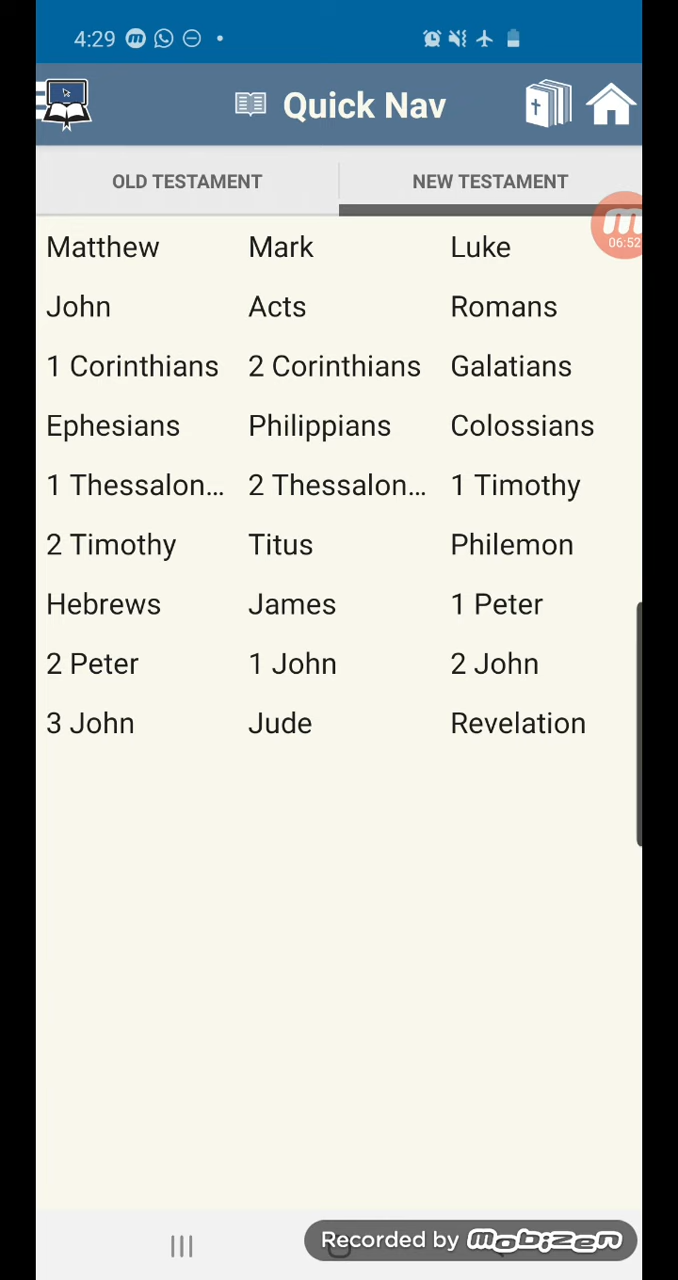 4:29
Quick Nav
OLD TESTAMENT NEW TESTAMENT
06:52
Matthew Mark Luke
John Acts Romans
1 Corinthians 2 Corinthians Galatians
Ephesians Philippians Colossians
1 Thessalon... 2 Thessalon... 1 Timothy
2 Timothy Titus Philemon
Hebrews James 1 Peter
2 Peter 1 John 2 John
3 John Jude Revelation
Recorded by mobizen